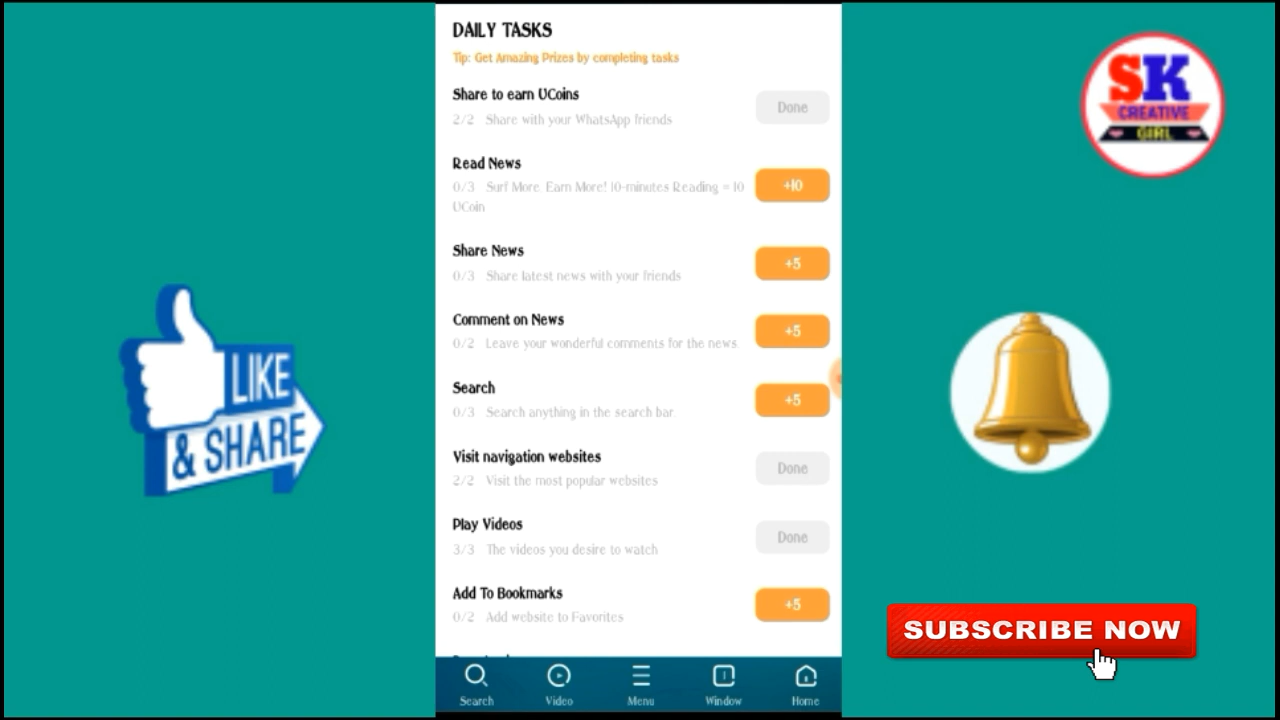 DAILY TASKS
Tip: Get Amazing Prizes by completing tasks
Share to earn UCoins
2/2 Share with your WhatsApp friends
Done
Read News
0/3 Surf More. Earn More! 10-minutes Reading = 10
UCoin
+10
Share News
0/3 Share latest news with your friends
+5
Comment on News
0/2 Leave your wonderful comments for the news.
+5
Search
0/3 Search anything in the search bar.
+5
Visit navigation websites
2/2 Visit the most popular websites
Done
Play Videos
3/3 The videos you desire to watch
Done
Add To Bookmarks
0/2 Add website to Favorites
+5
Search
Video
Menu
1
Window
Home
LIKE
& SHARE
SK
CREATIVE
GIRL
SUBSCRIBE NOW